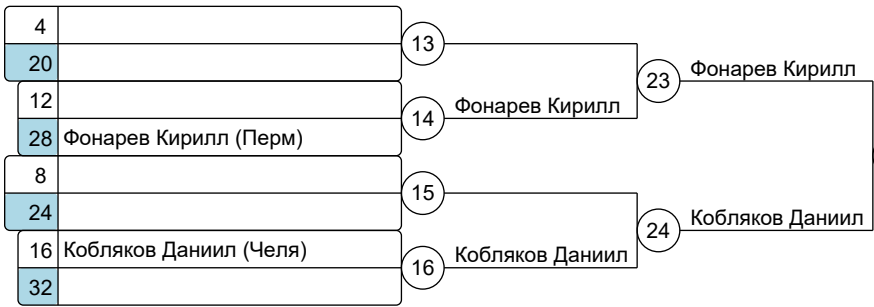 4
13
20
23 Фонарев Кирилл
12
14 Фонарев Кирилл
28 Фонарев Кирилл (Перм)
8
15
24
24 Кобляков Даниил
16 Кобляков Даниил (Челя)
16 Кобляков Даниил
32